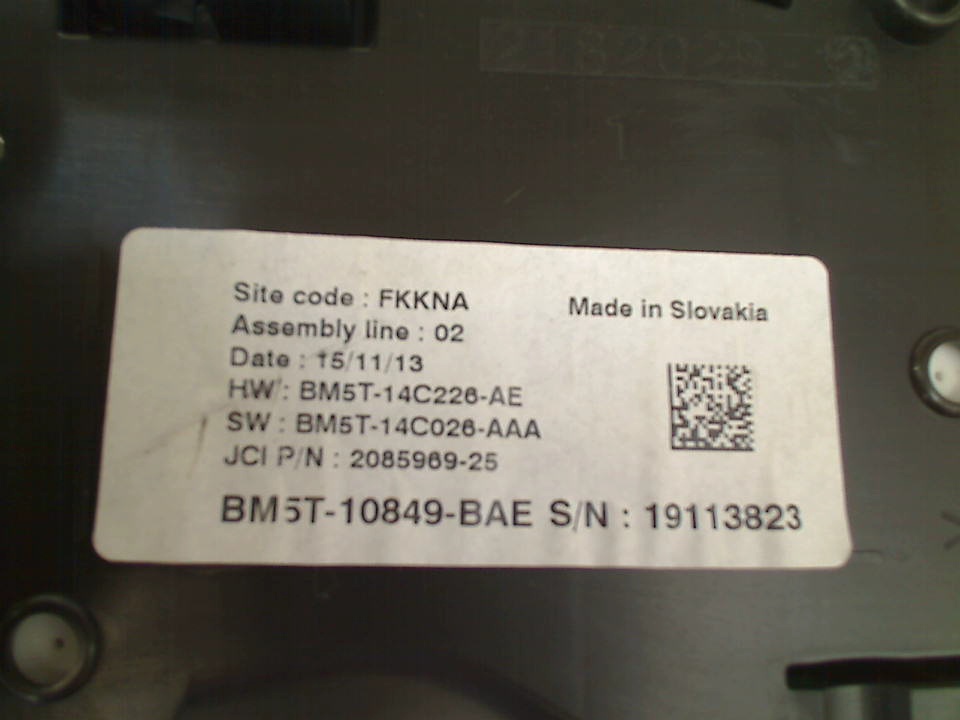 Site code : FKKNA
Made in Slovakia
Assembly line : 02
Date : 15/11/13
HW : BM5T-14C226-AE
SW : BM5T-14C026-AAA
JCI P/N : 2085969-25
BM5T-10849-BAE S/N : 19113823